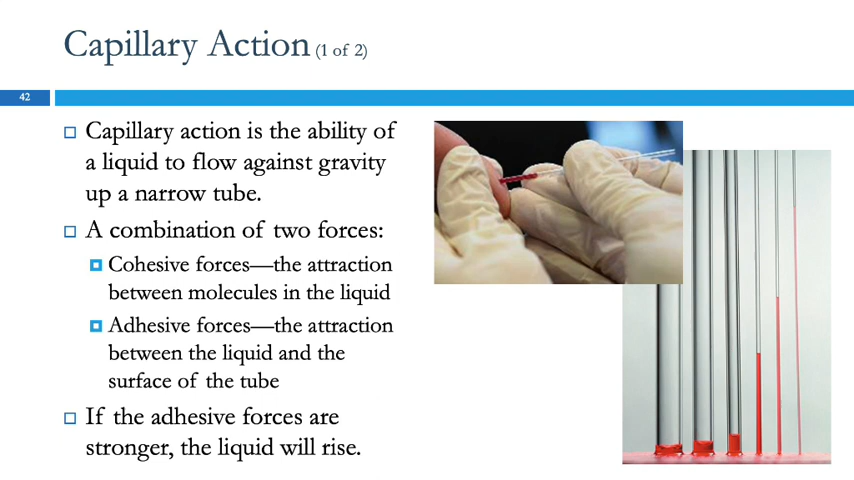 Capillary Action (1 of 2)
42
Capillary action is the ability of
a liquid to flow against gravity
up a narrow tube.
A combination of two forces:
Cohesive forces—the attraction
between molecules in the liquid
Adhesive forces—the attraction
between the liquid and the
surface of the tube
If the adhesive forces are
stronger, the liquid will rise.